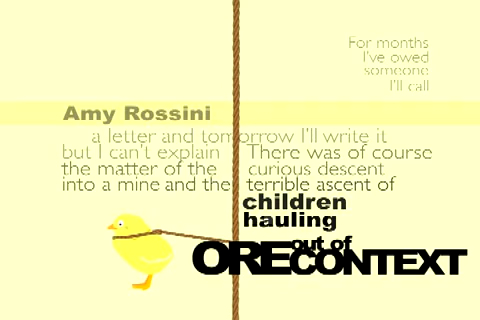 For months
I've owed
someone
I'll call
Amy Rossini
a letter and tomorrow I'll write it
but I can't explain There was of course
the matter of the curious descent
into a mine and the terrible ascent of
children
hauling
out of
ORE CONTEXT